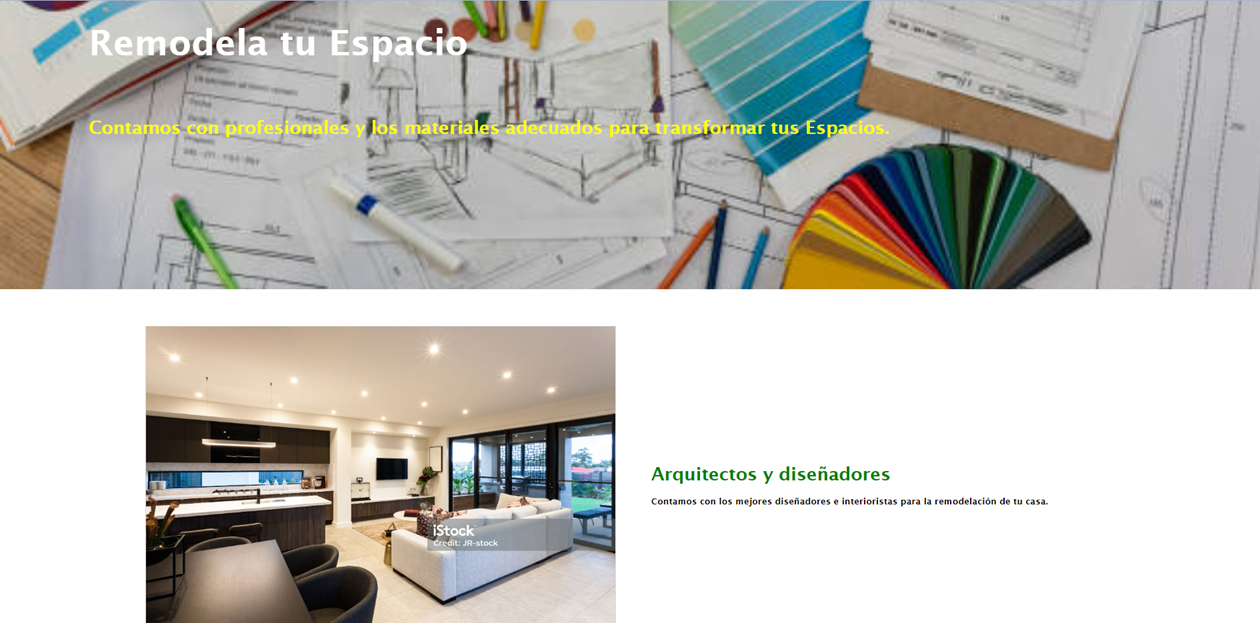 Remodela tu Espacio
Contamos con profesionales y los materiales adecuados para transformar tus Espacios.
Arquitectos y diseñadores
Contamos con los mejores diseñadores e interioristas para la remodelación de tu casa.
iStock
Credit: JR-stock